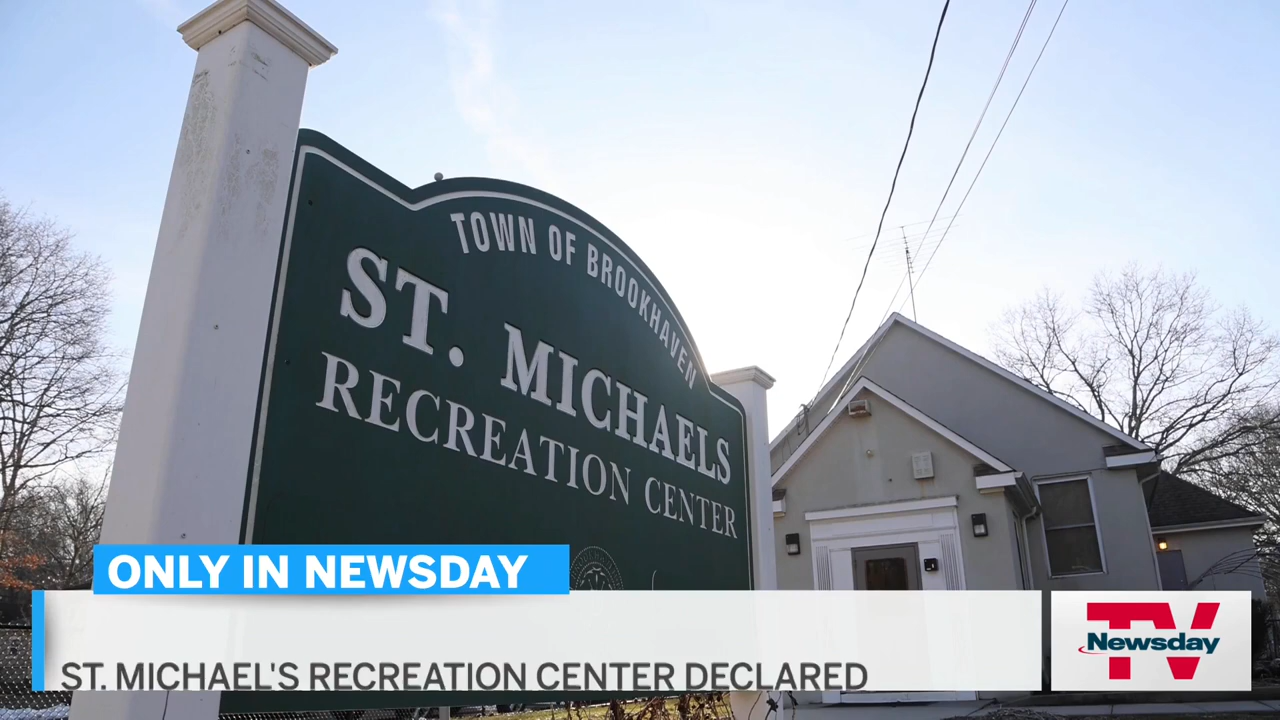 TOWN OF BROOKHAVEN
ST. MICHAELS
RECREATION CENTER
ONLY IN NEWSDAY
ST. MICHAEL'S RECREATION CENTER DECLARED
TV
Newsday